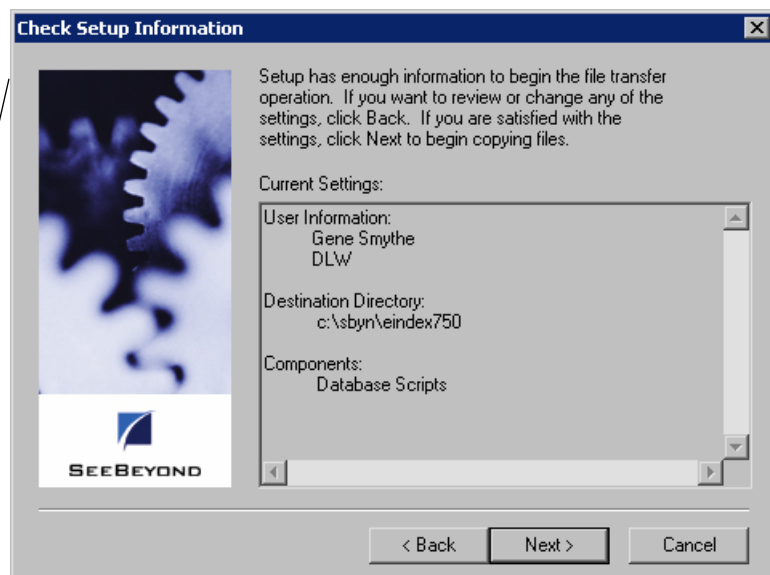 Check Setup Information
Setup has enough information to begin the file transfer
operation. If you want to review or change any of the
settings, click Back. If you are satisfied with the
settings, click Next to begin copying files.
Current Settings:
User Information:
Gene Smythe
DLW
Destination Directory:
c:\sbyn\eindex750
Components:
Database Scripts
SEEBEYOND
< Back
Next >
Cancel